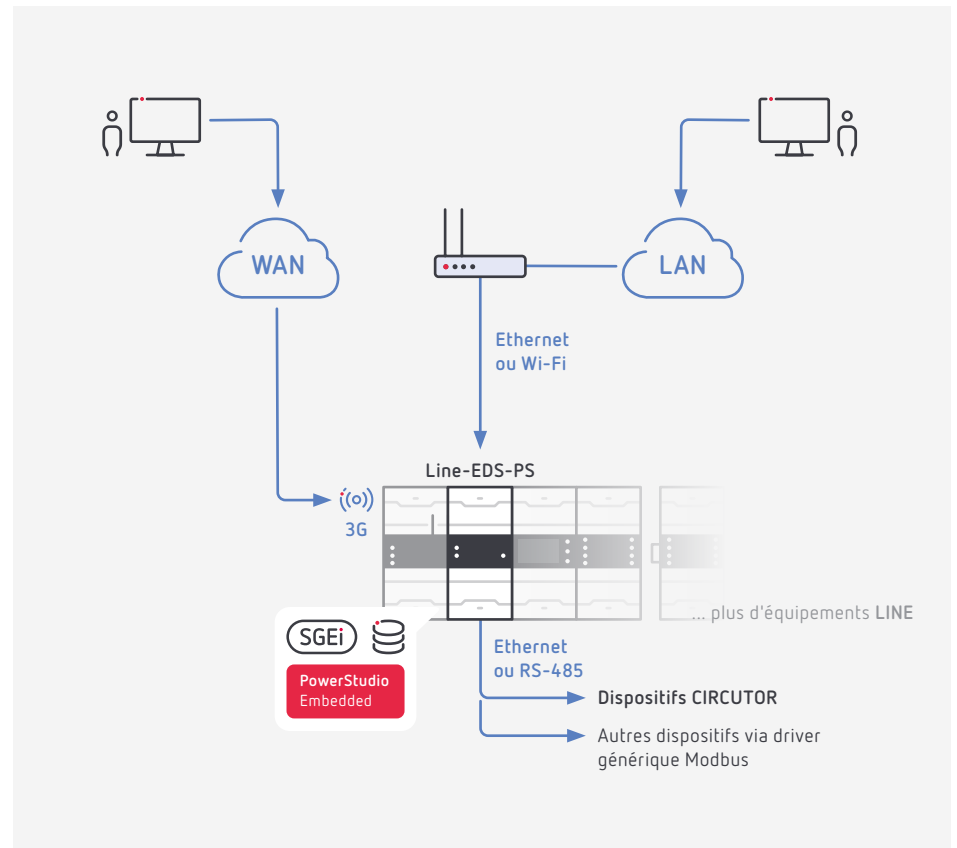 WAN
LAN
Ethernet
ou Wi-Fi
Line-EDS-PS
3G
... plus d'équipements LINE
SGEi
PowerStudio
Embedded
Ethernet
ou RS-485
Dispositifs CIRCUTOR
Autres dispositifs via driver
générique Modbus